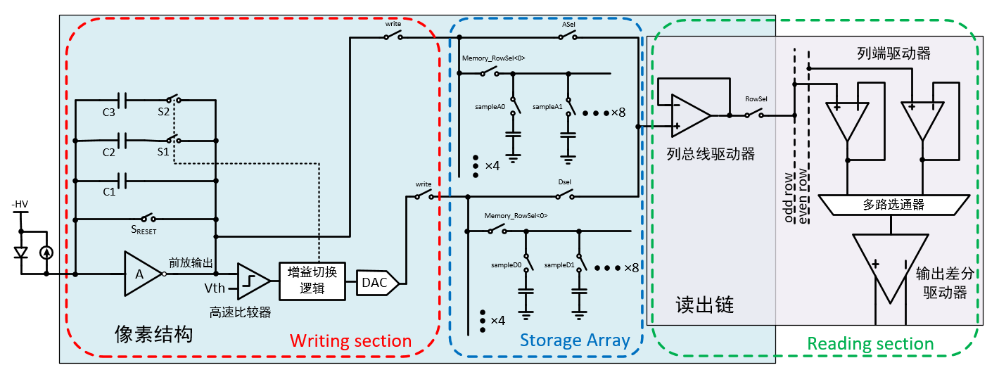 write
ASel
列端驱动器
Memory_RowSel<0>
C3
S2
sampleA0
sampleA1
×8
RowSel
C2
S1
列总线驱动器
×4
C1
write
Dsel
odd row
even row
-HV
多路选通器
SRESET
Memory_RowSel<0>
前放输出
sampleD0
sampleD1
×8
A
增益切换
逻辑
DAC
Vth
输出差分
驱动器
高速比较器
读出链
×4
像素结构
Writing section
Storage Array
Reading section